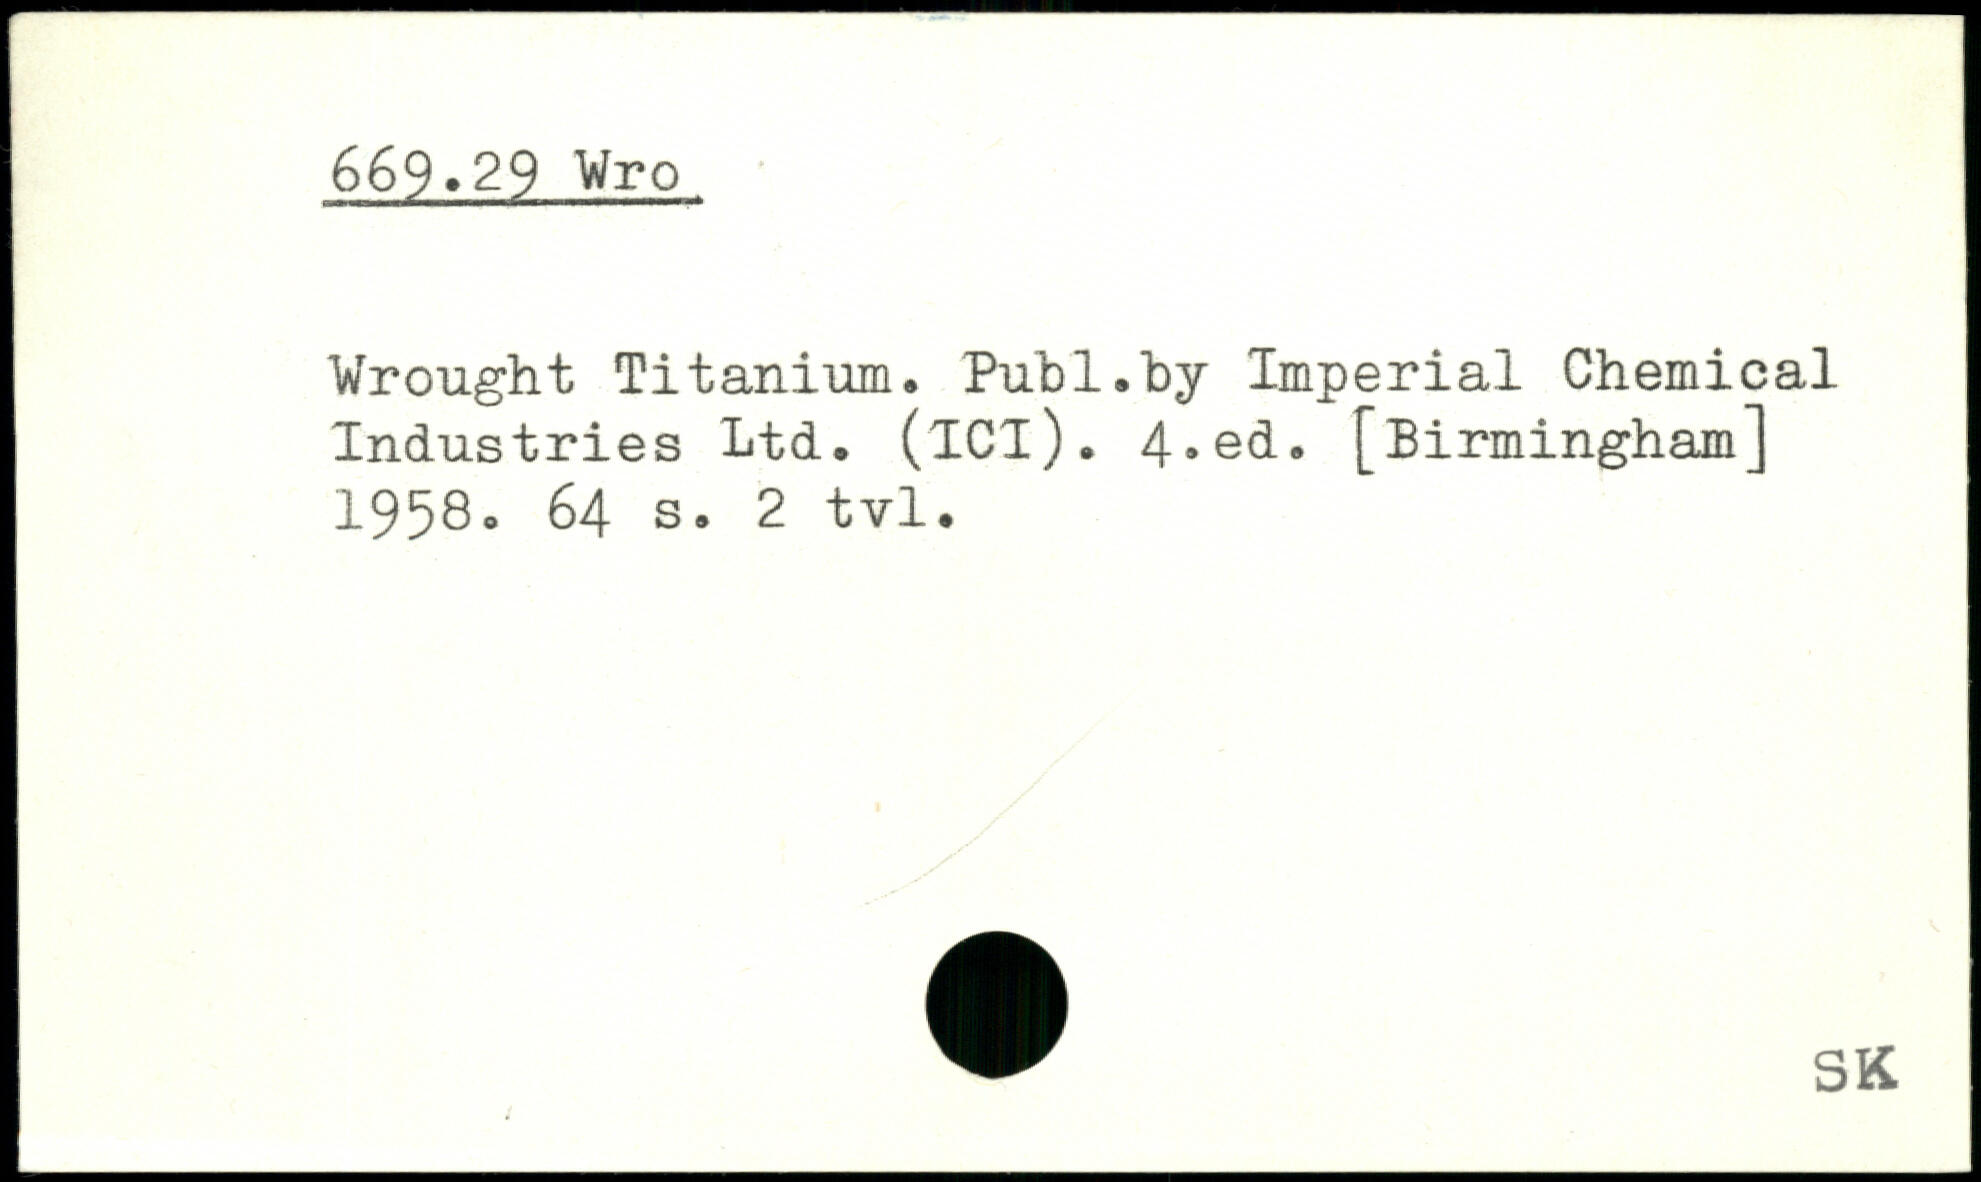 669.29 Wro
Wrought Titanium. Publ.by Imperial Chemical
Industries Ltd. (ICI). 4.ed. [Birmingham]
1958. 64 s. 2 tvl.
SK